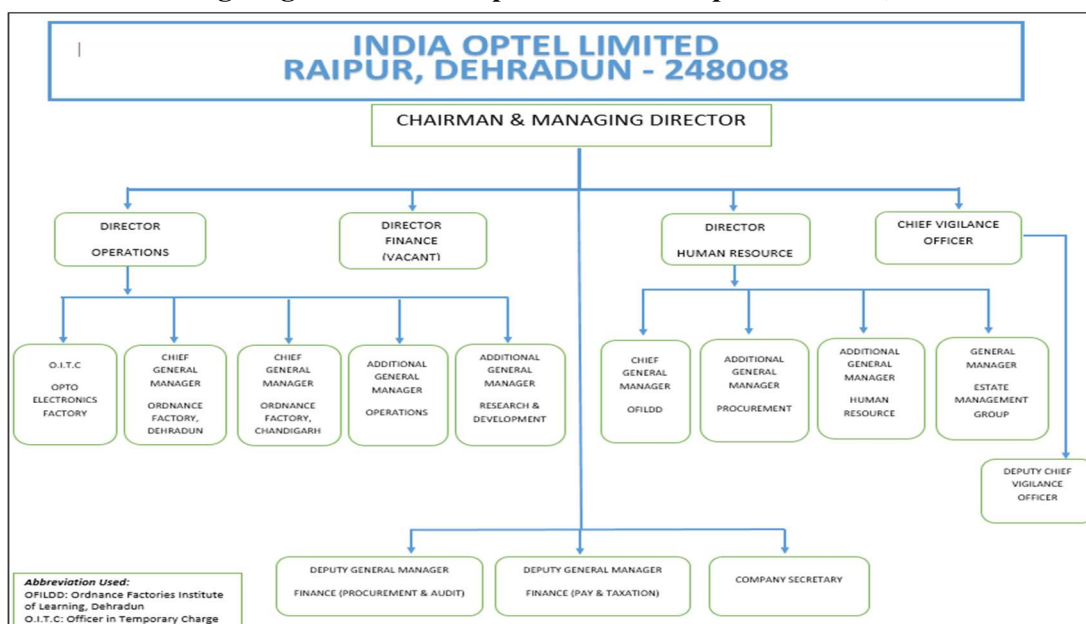 INDIA OPTEL LIMITED
RAIPUR, DEHRADUN - 248008
CHAIRMAN & MANAGING DIRECTOR
DIRECTOR
OPERATIONS
DIRECTOR
FINANCE
(VACANT)
DIRECTOR
HUMAN RESOURCE
CHIEF VIGILANCE
OFFICER
O.I.T.C
OPTO
ELECTRONICS
FACTORY
CHIEF
GENERAL
MANAGER
ORDNANCE
FACTORY,
DEHRADUN
CHIEF
GENERAL
MANAGER
ORDNANCE
FACTORY,
CHANDIGARH
ADDITIONAL
GENERAL
MANAGER
OPERATIONS
ADDITIONAL
GENERAL
MANAGER
RESEARCH &
DEVELOPMENT
CHIEF
GENERAL
MANAGER
OFILDD
ADDITIONAL
GENERAL
MANAGER
PROCUREMENT
ADDITIONAL
GENERAL
MANAGER
HUMAN
RESOURCE
GENERAL
MANAGER
ESTATE
MANAGEMENT
GROUP
DEPUTY CHIEF
VIGILANCE
OFFICER
DEPUTY GENERAL MANAGER
FINANCE (PROCUREMENT & AUDIT)
DEPUTY GENERAL MANAGER
FINANCE (PAY & TAXATION)
COMPANY SECRETARY
Abbreviation Used:
OFILDD: Ordnance Factories Institute
of Learning, Dehradun
O.I.T.C: Officer in Temporary Charge